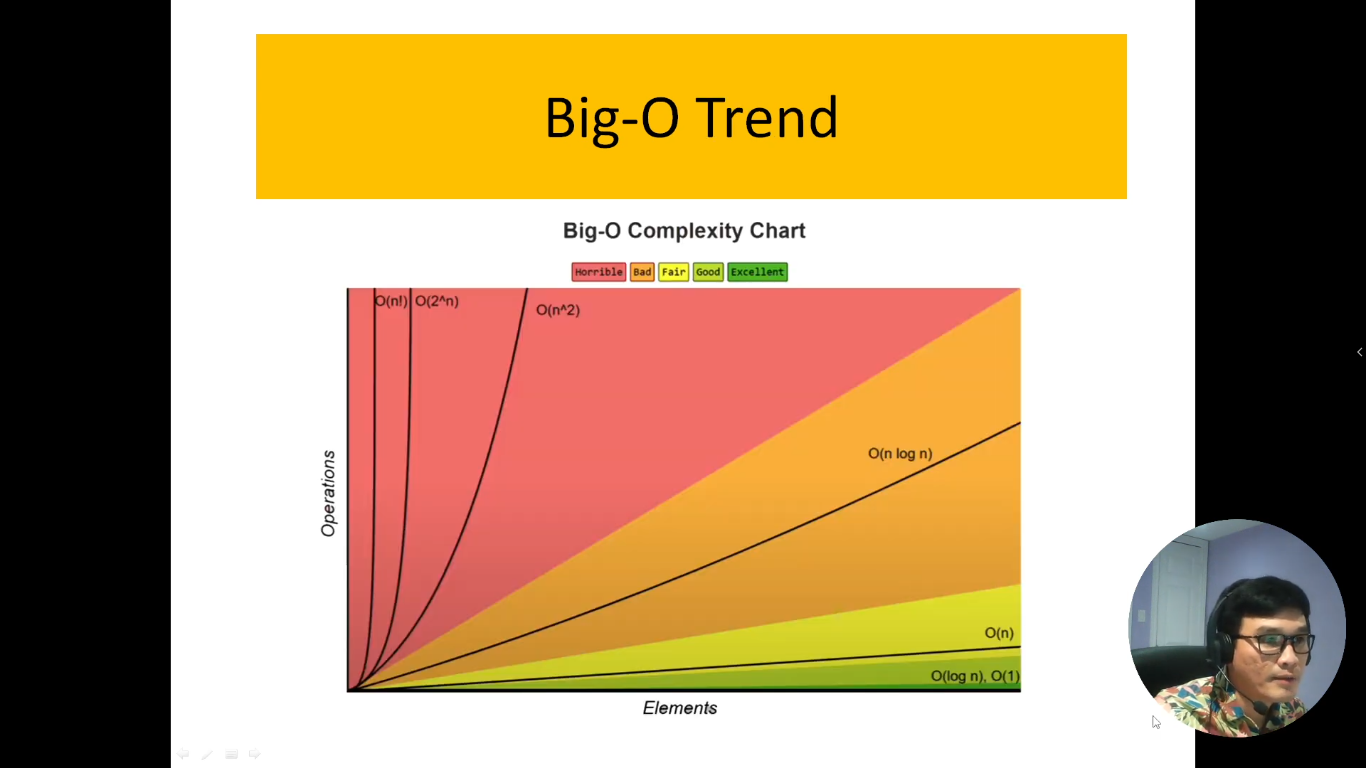 Big-O Trend
Big-O Complexity Chart
Horrible Bad Fair Good Excellent
O(n!) O(2^n)
O(n^2)
O(n log n)
O(n)
O(log n), O(1)
Operations
Elements